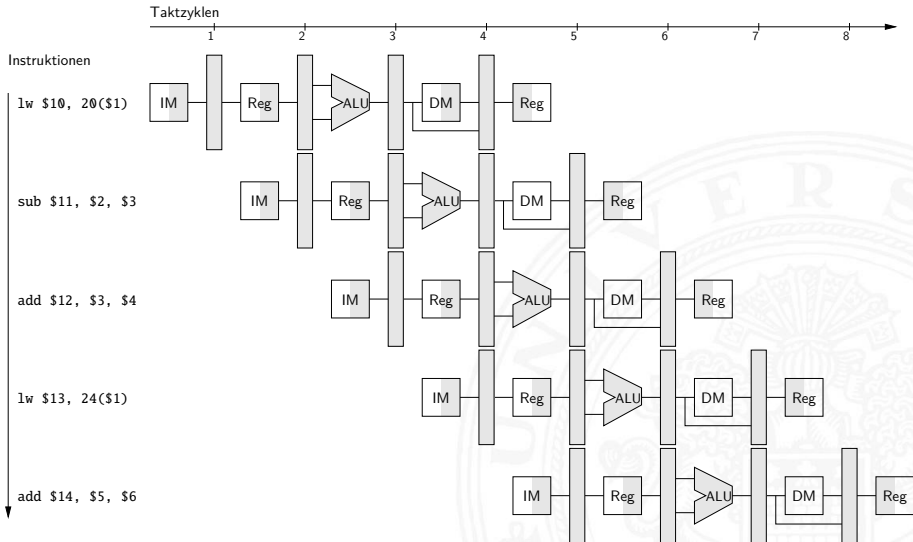 Taktzyklen
1 2 3 4 5 6 7 8
Instruktionen
lw $10, 20($1) IM Reg ALU DM Reg
sub $11, $2, $3 IM Reg ALU DM Reg
add $12, $3, $4 IM Reg ALU DM Reg
lw $13, 24($1) IM Reg ALU DM Reg
add $14, $5, $6 IM Reg ALU DM Reg